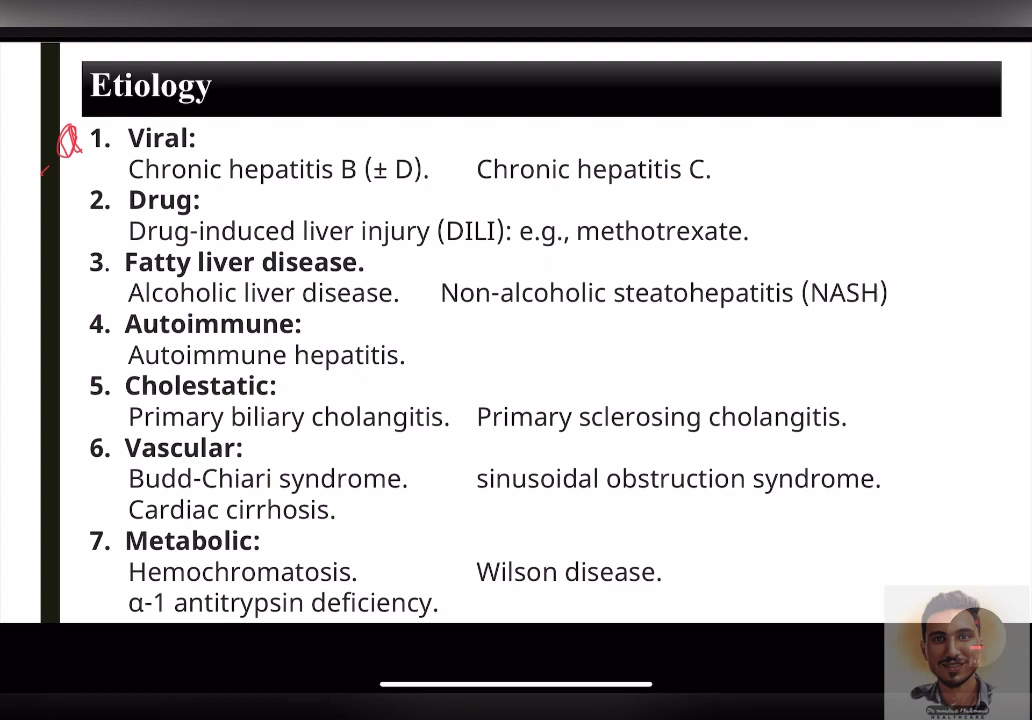 Etiology
1. Viral:
Chronic hepatitis B (± D). Chronic hepatitis C.
2. Drug:
Drug-induced liver injury (DILI): e.g., methotrexate.
3. Fatty liver disease.
Alcoholic liver disease. Non-alcoholic steatohepatitis (NASH)
4. Autoimmune:
Autoimmune hepatitis.
5. Cholestatic:
Primary biliary cholangitis. Primary sclerosing cholangitis.
6. Vascular:
Budd-Chiari syndrome. sinusoidal obstruction syndrome.
Cardiac cirrhosis.
7. Metabolic:
Hemochromatosis. Wilson disease.
α-1 antitrypsin deficiency.